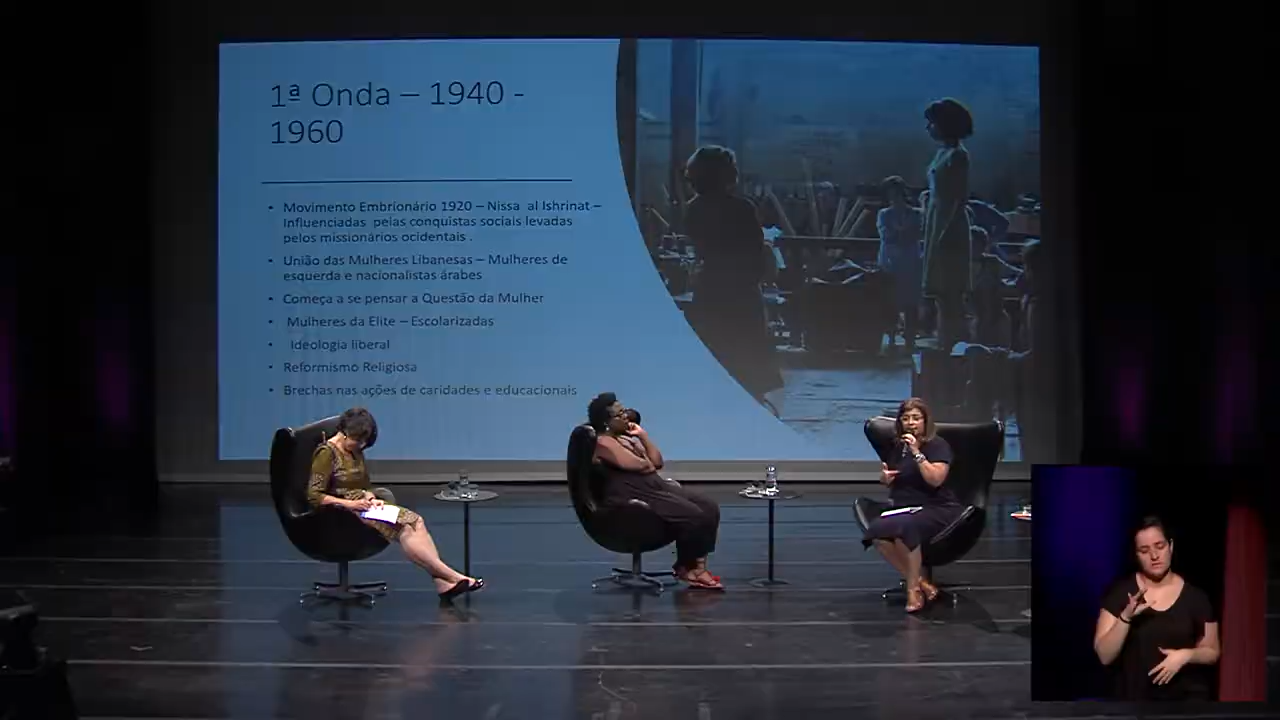 1ª Onda – 1940 -
1960
• Movimento Embrionário 1920 – Nissa al Ishrinat –
Influenciadas pelas conquistas sociais levadas
pelos missionários ocidentais .
• União das Mulheres Libanesas – Mulheres de
esquerda e nacionalistas árabes
• Começa a se pensar a Questão da Mulher
• Mulheres da Elite – Escolarizadas
• Ideologia liberal
• Reformismo Religiosa
• Brechas nas ações de caridades e educacionais